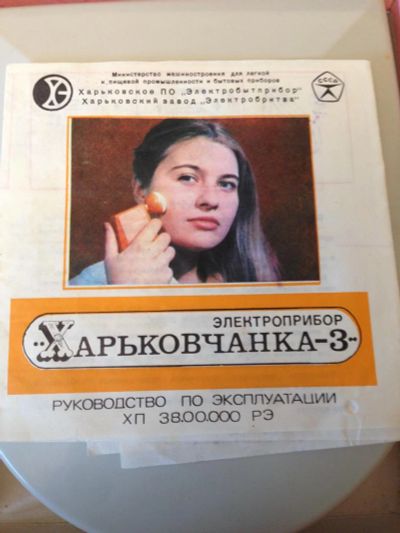 Министерство машиностроения для легкой
и пищевой промышленности и бытовых приборов
Харьковское ПО „Электробытприбор"
Харьковский завод „Электробритва"
СССР
ЭЛЕКТРОПРИБОР
ХАРЬКОВЧАНКА-3
РУКОВОДСТВО ПО ЭКСПЛУАТАЦИИ
ХП 38.00.000 РЭ